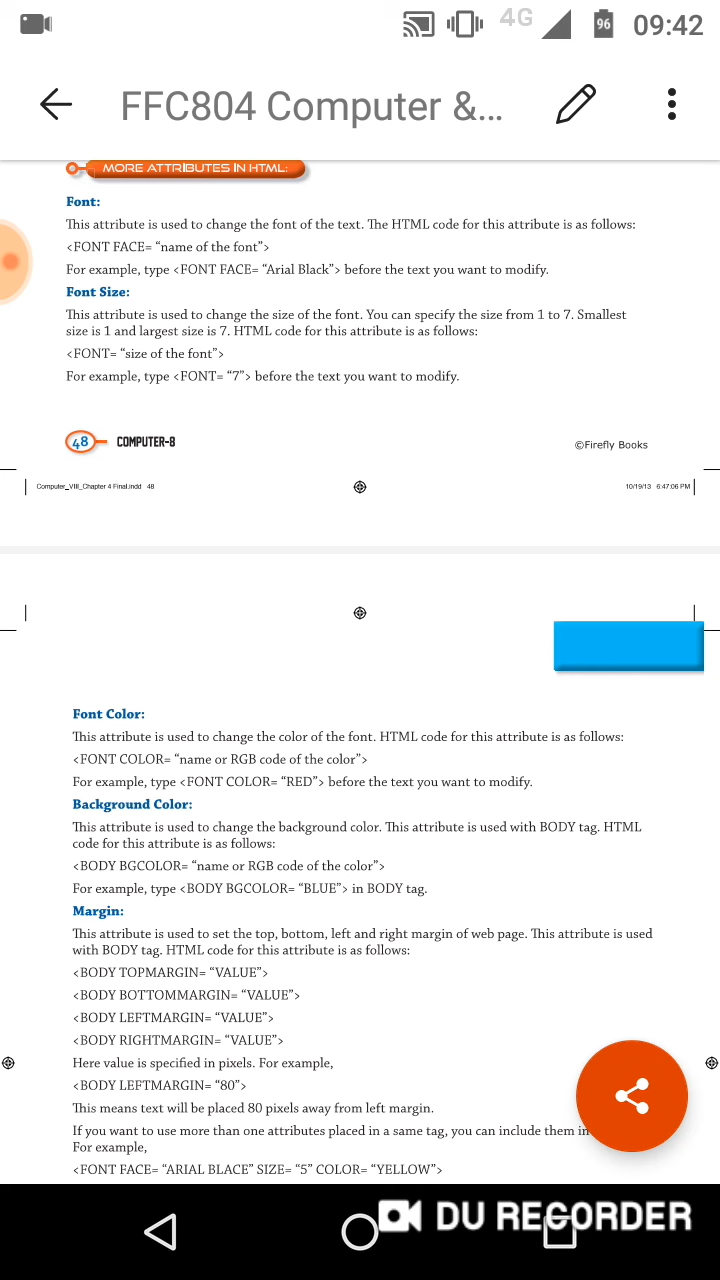 4G 96 09:42
FFC804 Computer &...
MORE ATTRIBUTES IN HTML:
Font:
This attribute is used to change the font of the text. The HTML code for this attribute is as follows:
<FONT FACE= “name of the font”>
For example, type <FONT FACE= “Arial Black”> before the text you want to modify.
Font Size:
This attribute is used to change the size of the font. You can specify the size from 1 to 7. Smallest
size is 1 and largest size is 7. HTML code for this attribute is as follows:
<FONT= “size of the font”>
For example, type <FONT= “7”> before the text you want to modify.
48 COMPUTER-8 ©Firefly Books
Computer_VIII_Chapter 4 Final.indd 48 10/19/13 6:47:06 PM
Font Color:
This attribute is used to change the color of the font. HTML code for this attribute is as follows:
<FONT COLOR= “name or RGB code of the color”>
For example, type <FONT COLOR= “RED”> before the text you want to modify.
Background Color:
This attribute is used to change the background color. This attribute is used with BODY tag. HTML
code for this attribute is as follows:
<BODY BGCOLOR= “name or RGB code of the color”>
For example, type <BODY BGCOLOR= “BLUE”> in BODY tag.
Margin:
This attribute is used to set the top, bottom, left and right margin of web page. This attribute is used
with BODY tag. HTML code for this attribute is as follows:
<BODY TOPMARGIN= “VALUE”>
<BODY BOTTOMMARGIN= “VALUE”>
<BODY LEFTMARGIN= “VALUE”>
<BODY RIGHTMARGIN= “VALUE”>
Here value is specified in pixels. For example,
<BODY LEFTMARGIN= “80”>
This means text will be placed 80 pixels away from left margin.
If you want to use more than one attributes placed in a same tag, you can include them in
For example,
<FONT FACE= “ARIAL BLACE” SIZE= “5” COLOR= “YELLOW”>
DU RECORDER